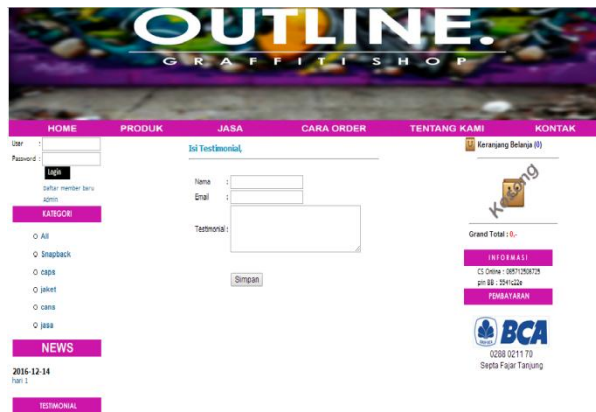 OUTLINE.
GRAFFITI SHOP
HOME PRODUK JASA CARA ORDER TENTANG KAMI KONTAK
User :
Password :
Login
Daftar member baru
admin
KATEGORI
All
Snapback
caps
jaket
cans
jasa
NEWS
2016-12-14
hari 1
TESTIMONIAL
Isi Testimonial,
Nama :
Email :
Testimonial :
Simpan
Keranjang Belanja (0)
Kosong
Grand Total : 0,-
INFORMASI
CS Online : 085712506725
pin BB : 5541c22e
PEMBAYARAN
BCA
0288 0211 70
Septa Fajar Tanjung